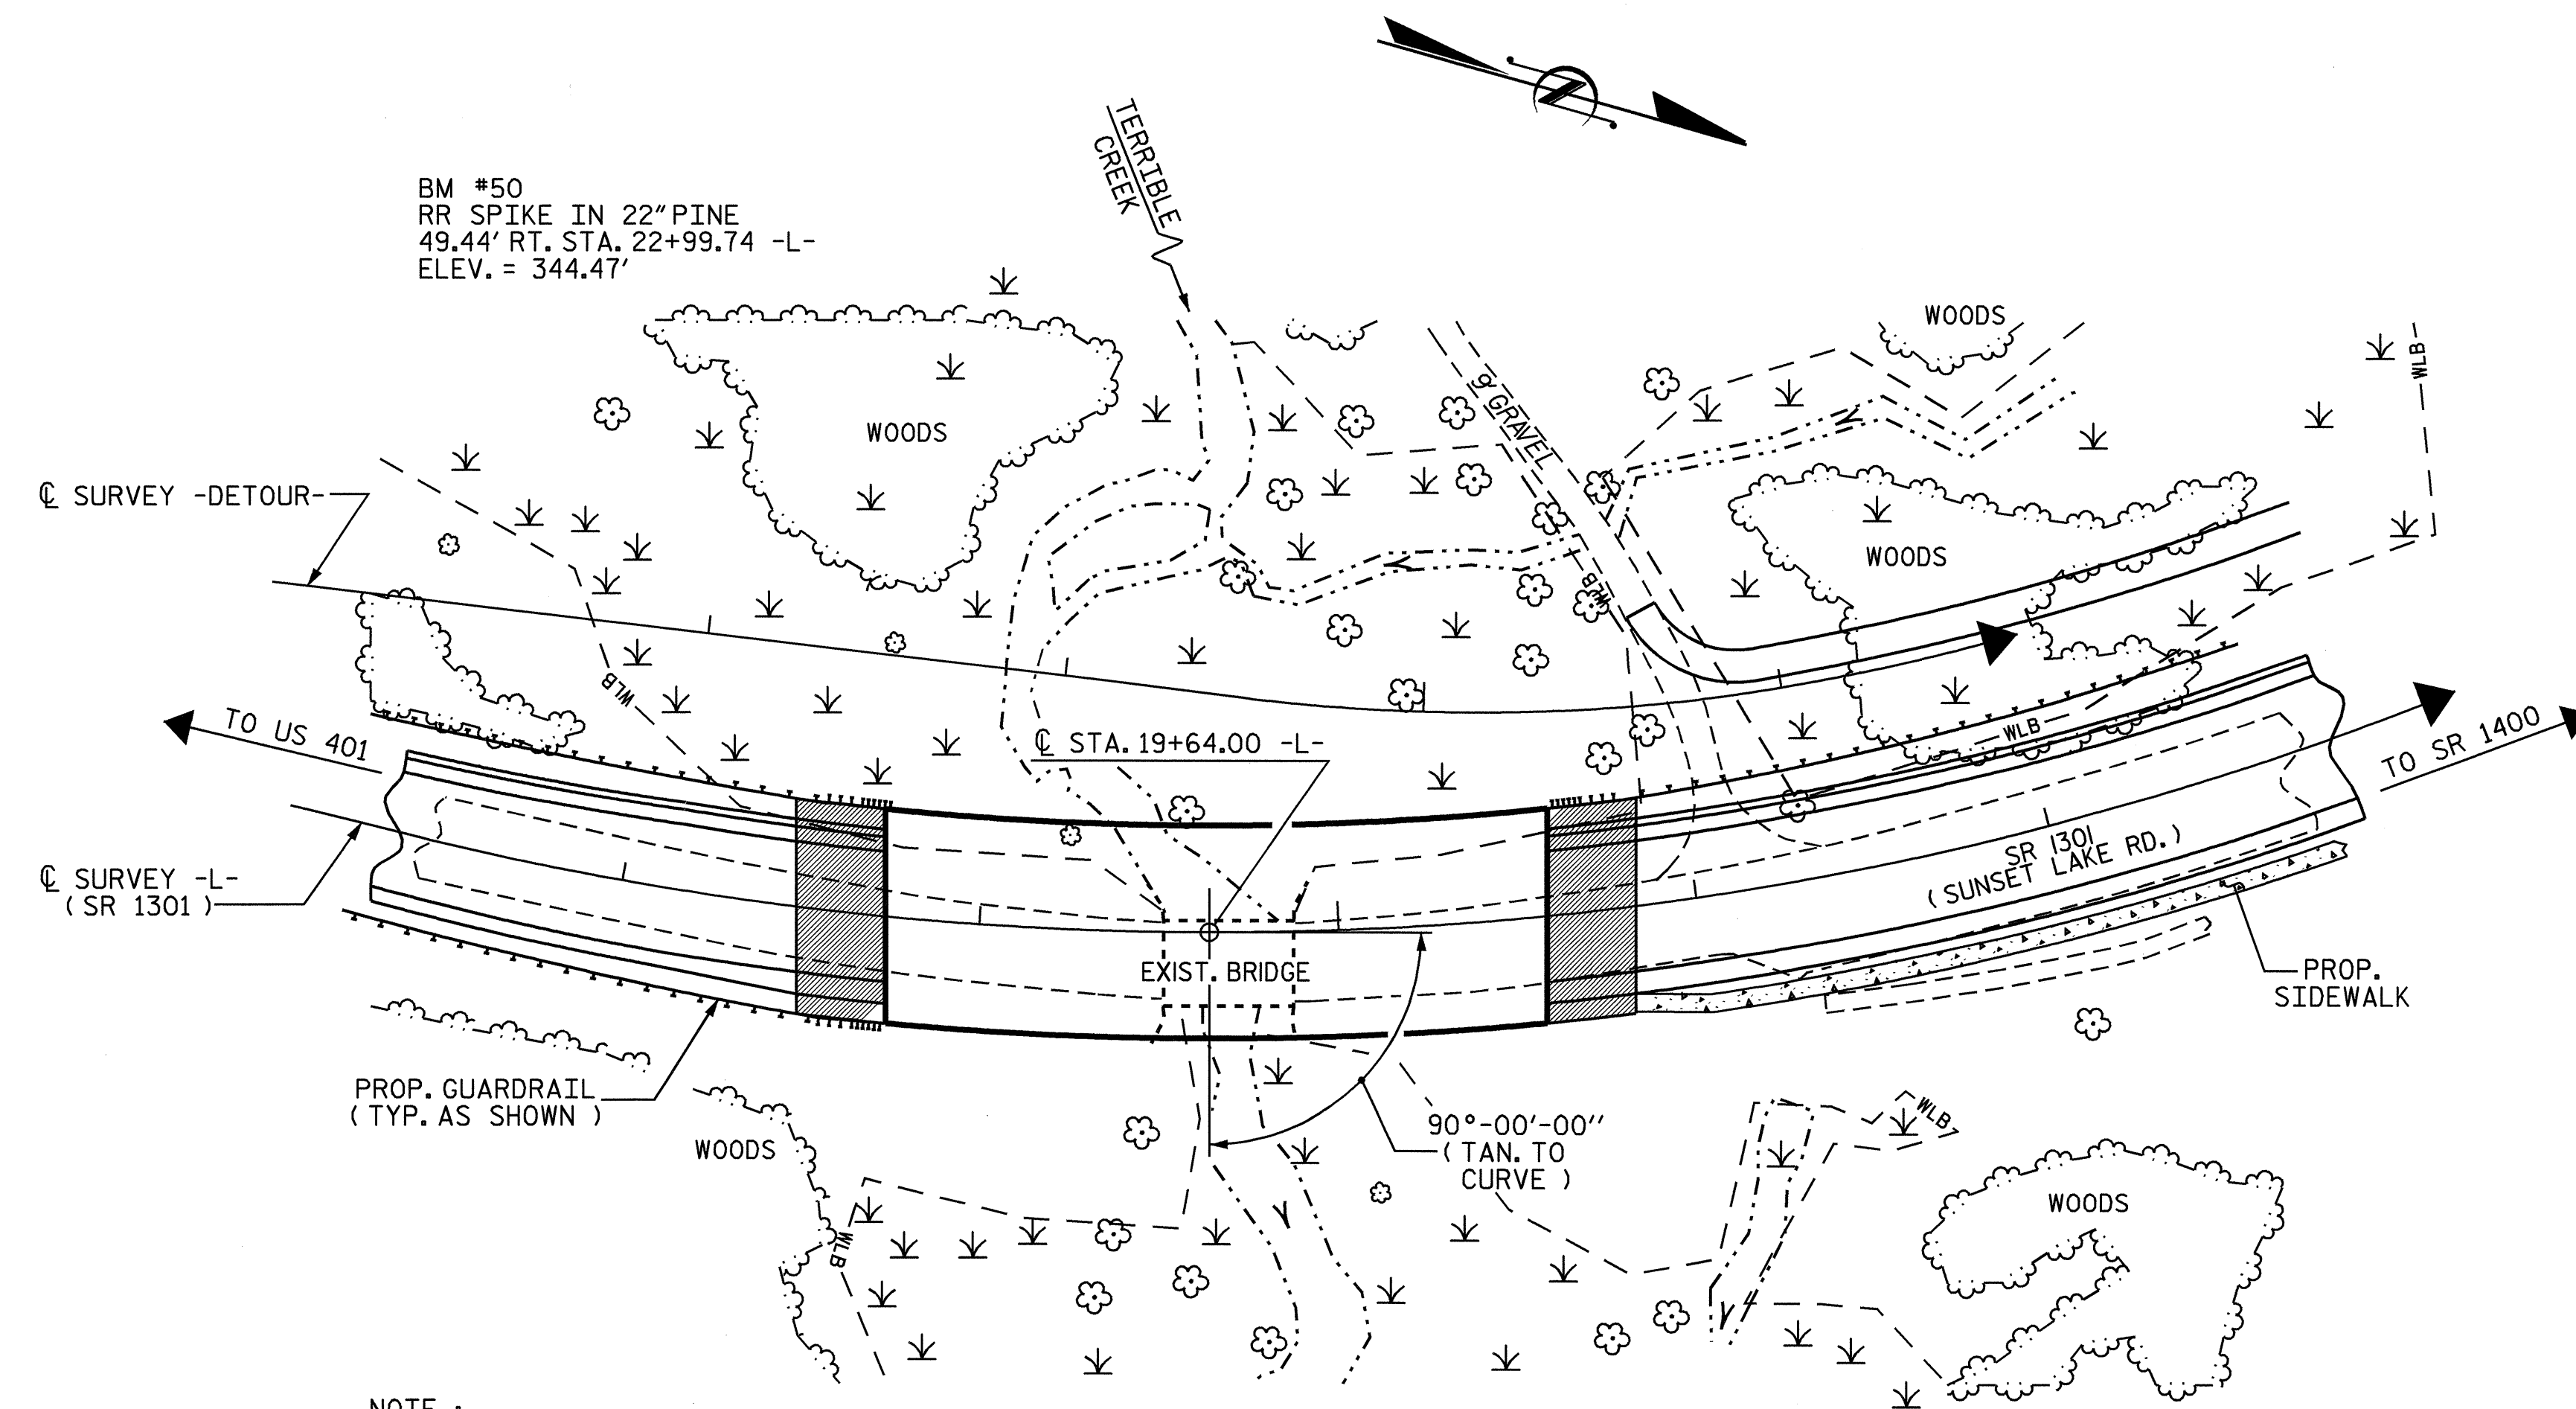 TERRIBLE
CREEK
BM #50
RR SPIKE IN 22" PINE
49.44' RT. STA. 22+99.74 -L-
ELEV. = 344.47'
WOODS
WLB
9' GRAVEL
WOODS
℄ SURVEY -DETOUR-
WOODS
WLB
WLB
TO US 401
℄ STA. 19+64.00 -L-
WLB
TO SR 1400
℄ SURVEY -L-
( SR 1301 )
SR 1301
( SUNSET LAKE RD. )
EXIST. BRIDGE
PROP.
SIDEWALK
PROP. GUARDRAIL
( TYP. AS SHOWN )
90°-00'-00"
( TAN. TO
CURVE )
WLB
WOODS
WOODS
WLB
NOTE :